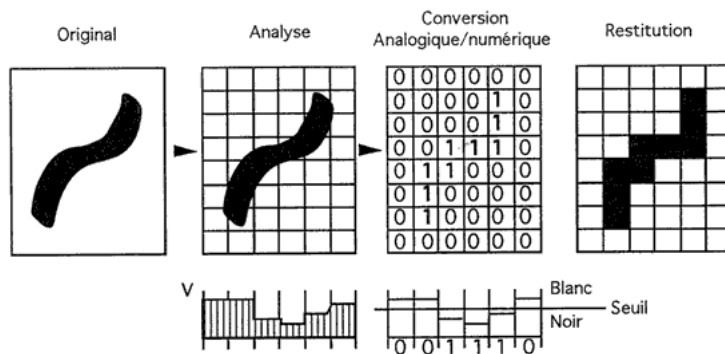 Original
Analyse
Conversion
Analogique/numérique
Restitution
0 0 0 0 0 0
0 0 0 0 1 0
0 0 0 0 1 0
0 0 1 1 1 0
0 1 1 0 0 0
0 1 0 0 0 0
0 1 0 0 0 0
0 0 0 0 0 0
V
Blanc
Seuil
Noir
0 0 1 1 1 0